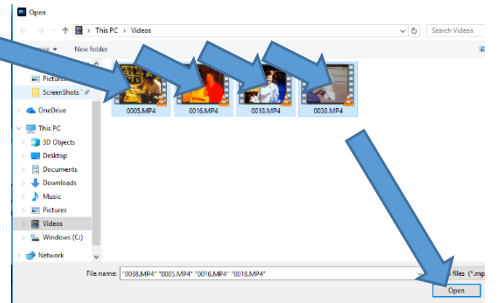 Open
This PC > Videos
Search Videos
New folder
Pictures
ScreenShots
0005.MP4
0016.MP4
0018.MP4
0038.MP4
OneDrive
This PC
3D Objects
Desktop
Documents
Downloads
Music
Pictures
Videos
Windows (C:)
Network
File name: "0038.MP4" "0005.MP4" "0016.MP4" "0018.MP4"
files (*.mp
Open